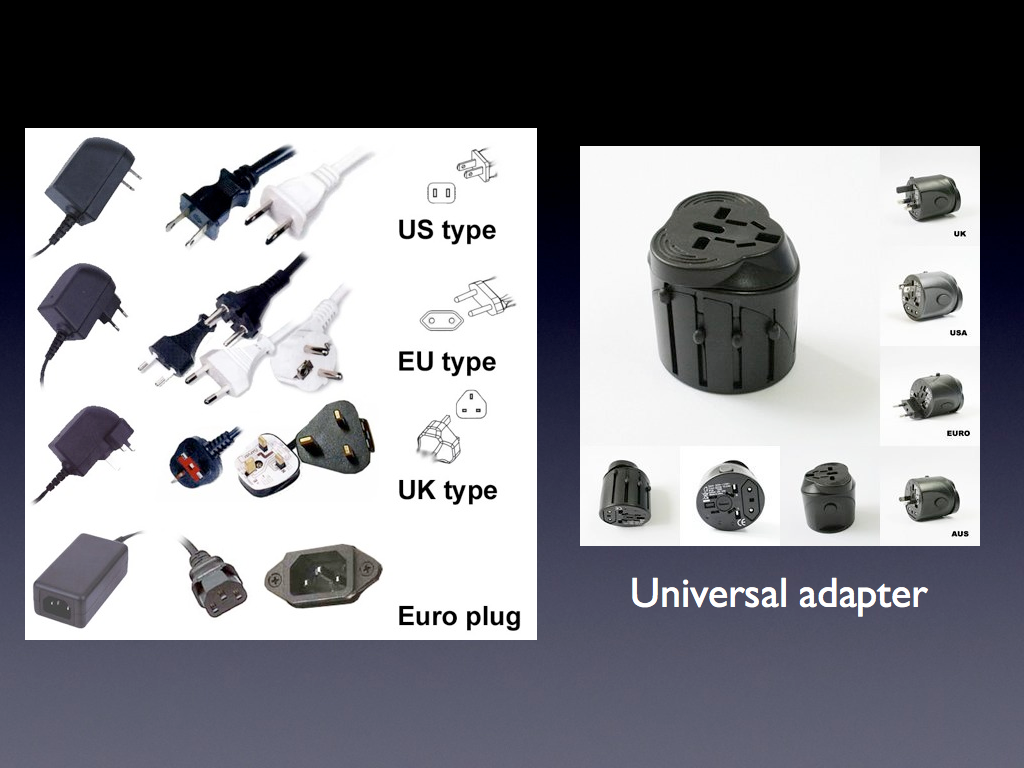 US type
EU type
UK type
Euro plug
UK
USA
EURO
AUS
Universal adapter